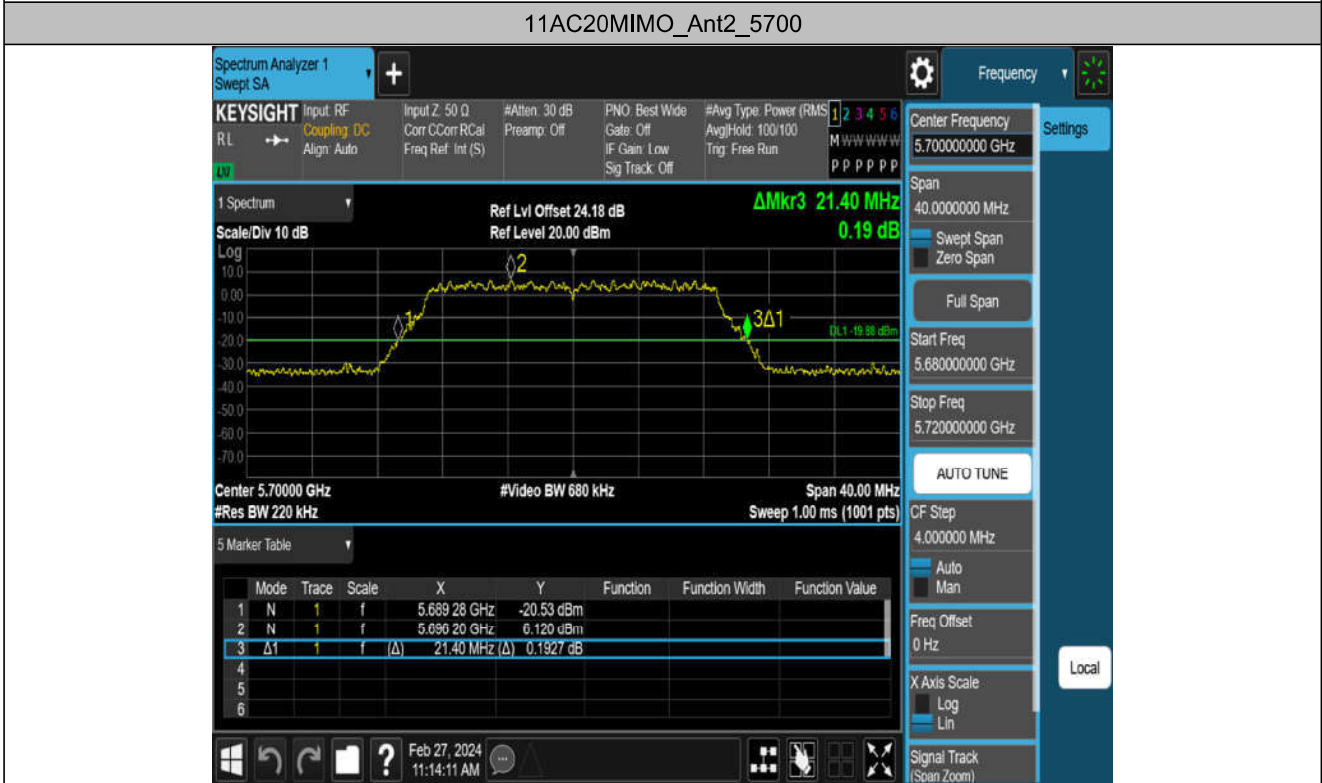 11AC20MIMO_Ant2_5700
Spectrum Analyzer 1
Swept SA
+
Frequency
KEYSIGHT
RL
LXI
Input: RF
Coupling: DC
Align: Auto
Input Z: 50 Ω
Corr CCorr RCal
Freq Ref: Int (S)
#Atten: 30 dB
Preamp: Off
PNO: Best Wide
Gate: Off
IF Gain: Low
Sig Track: Off
#Avg Type: Power (RMS
Avg|Hold: 100/100
Trig: Free Run
1 2 3 4 5 6
M W W W W W
P P P P P P
Center Frequency
5.700000000 GHz
Settings
Span
40.0000000 MHz
Swept Span
Zero Span
Full Span
Start Freq
5.680000000 GHz
Stop Freq
5.720000000 GHz
AUTO TUNE
CF Step
4.000000 MHz
Auto
Man
Freq Offset
0 Hz
X Axis Scale
Log
Lin
Signal Track
(Span Zoom)
Local
1 Spectrum
Scale/Div 10 dB
Ref Lvl Offset 24.18 dB
Ref Level 20.00 dBm
ΔMkr3 21.40 MHz
0.19 dB
Log
10.0
0.00
-10.0
-20.0
-30.0
-40.0
-50.0
-60.0
-70.0
1
2
3Δ1
DL1 -19.88 dBm
Center 5.70000 GHz
#Video BW 680 kHz
Span 40.00 MHz
#Res BW 220 kHz
Sweep 1.00 ms (1001 pts)
5 Marker Table
Mode Trace Scale X Y Function Function Width Function Value
1 N 1 f 5.689 28 GHz -20.53 dBm
2 N 1 f 5.696 20 GHz 6.120 dBm
3 Δ1 1 f (Δ) 21.40 MHz (Δ) 0.1927 dB
4
5
6
?
Feb 27, 2024
11:14:11 AM